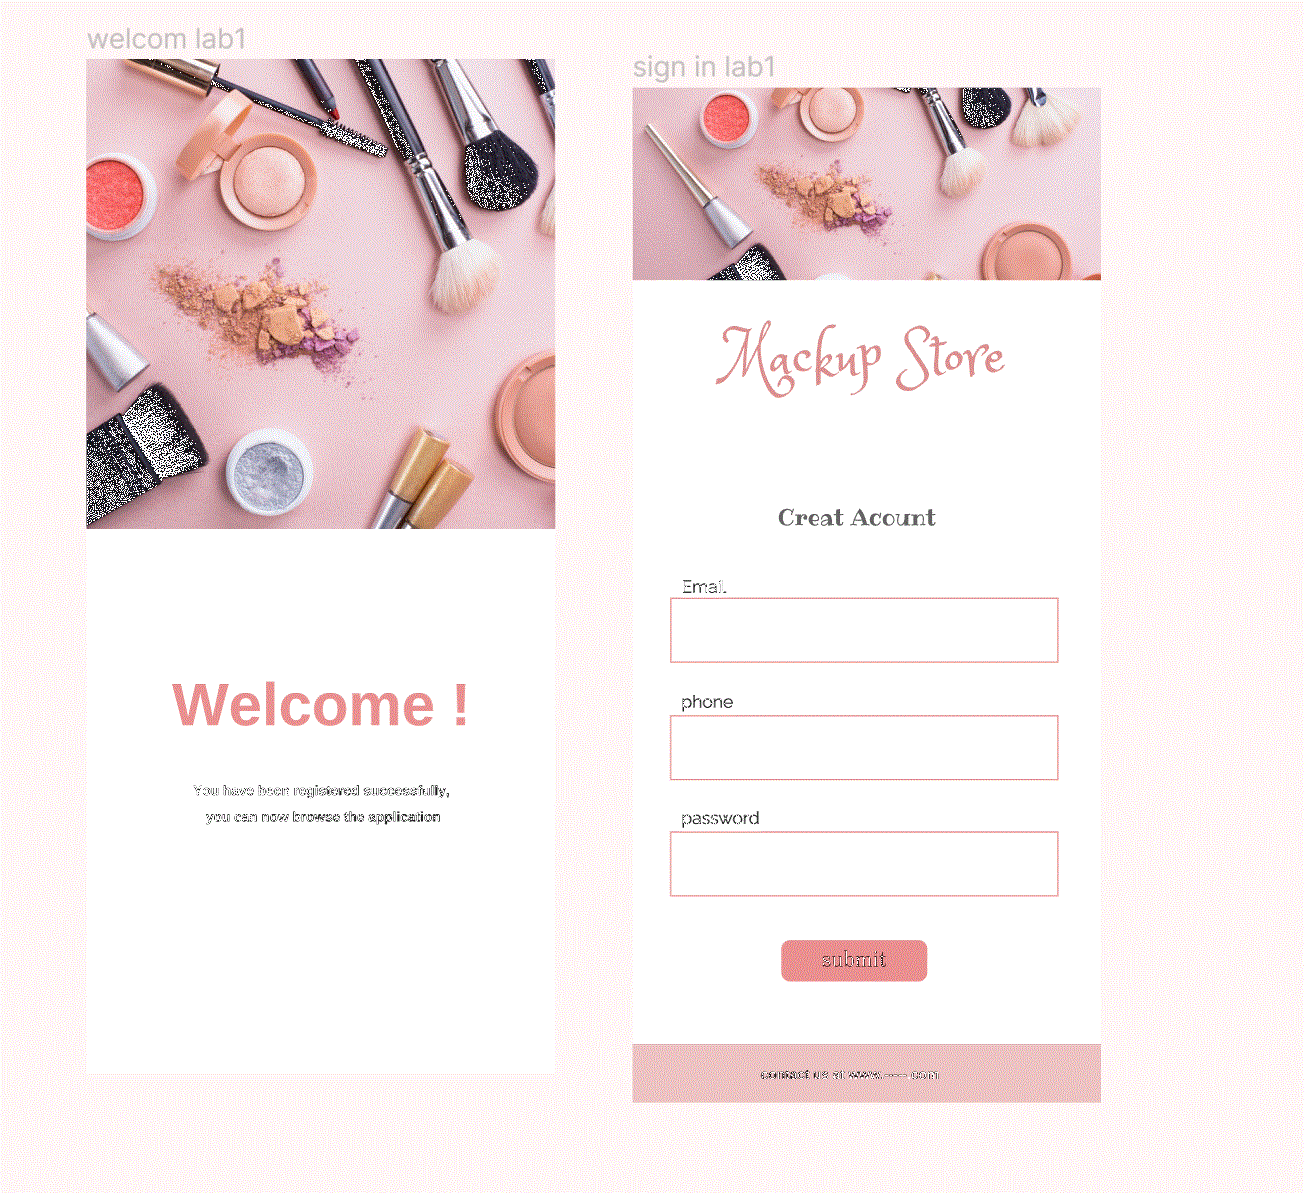 welcom lab1
Welcome !
You have been registered successfully,
you can now browse the application
sign in lab1
Mackup Store
Creat Acount
Email
phone
password
submit
contact us at www.----.com